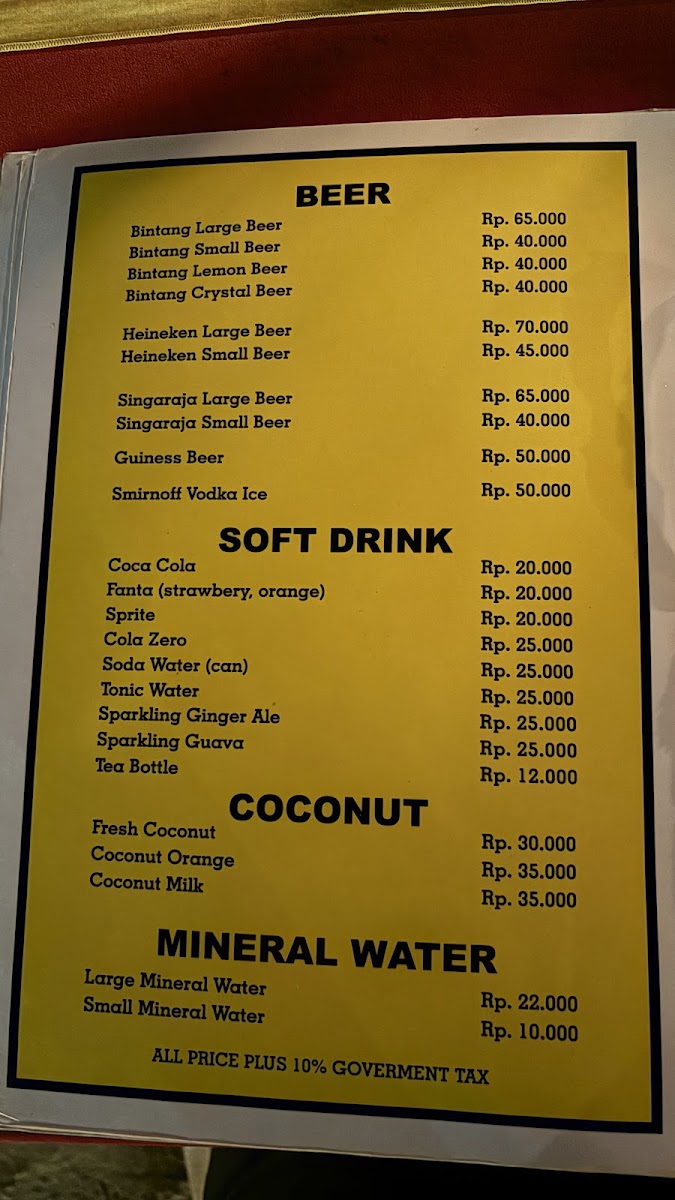 BEER
Bintang Large Beer Rp. 65.000
Bintang Small Beer Rp. 40.000
Bintang Lemon Beer Rp. 40.000
Bintang Crystal Beer Rp. 40.000
Heineken Large Beer Rp. 70.000
Heineken Small Beer Rp. 45.000
Singaraja Large Beer Rp. 65.000
Singaraja Small Beer Rp. 40.000
Guiness Beer Rp. 50.000
Smirnoff Vodka Ice Rp. 50.000
SOFT DRINK
Coca Cola Rp. 20.000
Fanta (strawbery, orange) Rp. 20.000
Sprite Rp. 20.000
Cola Zero Rp. 25.000
Soda Water (can) Rp. 25.000
Tonic Water Rp. 25.000
Sparkling Ginger Ale Rp. 25.000
Sparkling Guava Rp. 25.000
Tea Bottle Rp. 12.000
COCONUT
Fresh Coconut Rp. 30.000
Coconut Orange Rp. 35.000
Coconut Milk Rp. 35.000
MINERAL WATER
Large Mineral Water Rp. 22.000
Small Mineral Water Rp. 10.000
ALL PRICE PLUS 10% GOVERMENT TAX